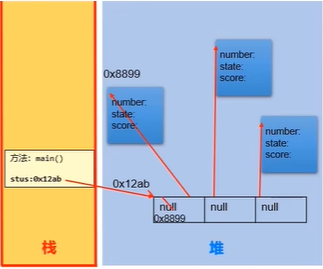 number:
state:
score:
0x8899
number:
state:
score:
number:
state:
score:
方法: main()
stus:0x12ab
0x12ab
null
null
null
0x8899
栈
堆